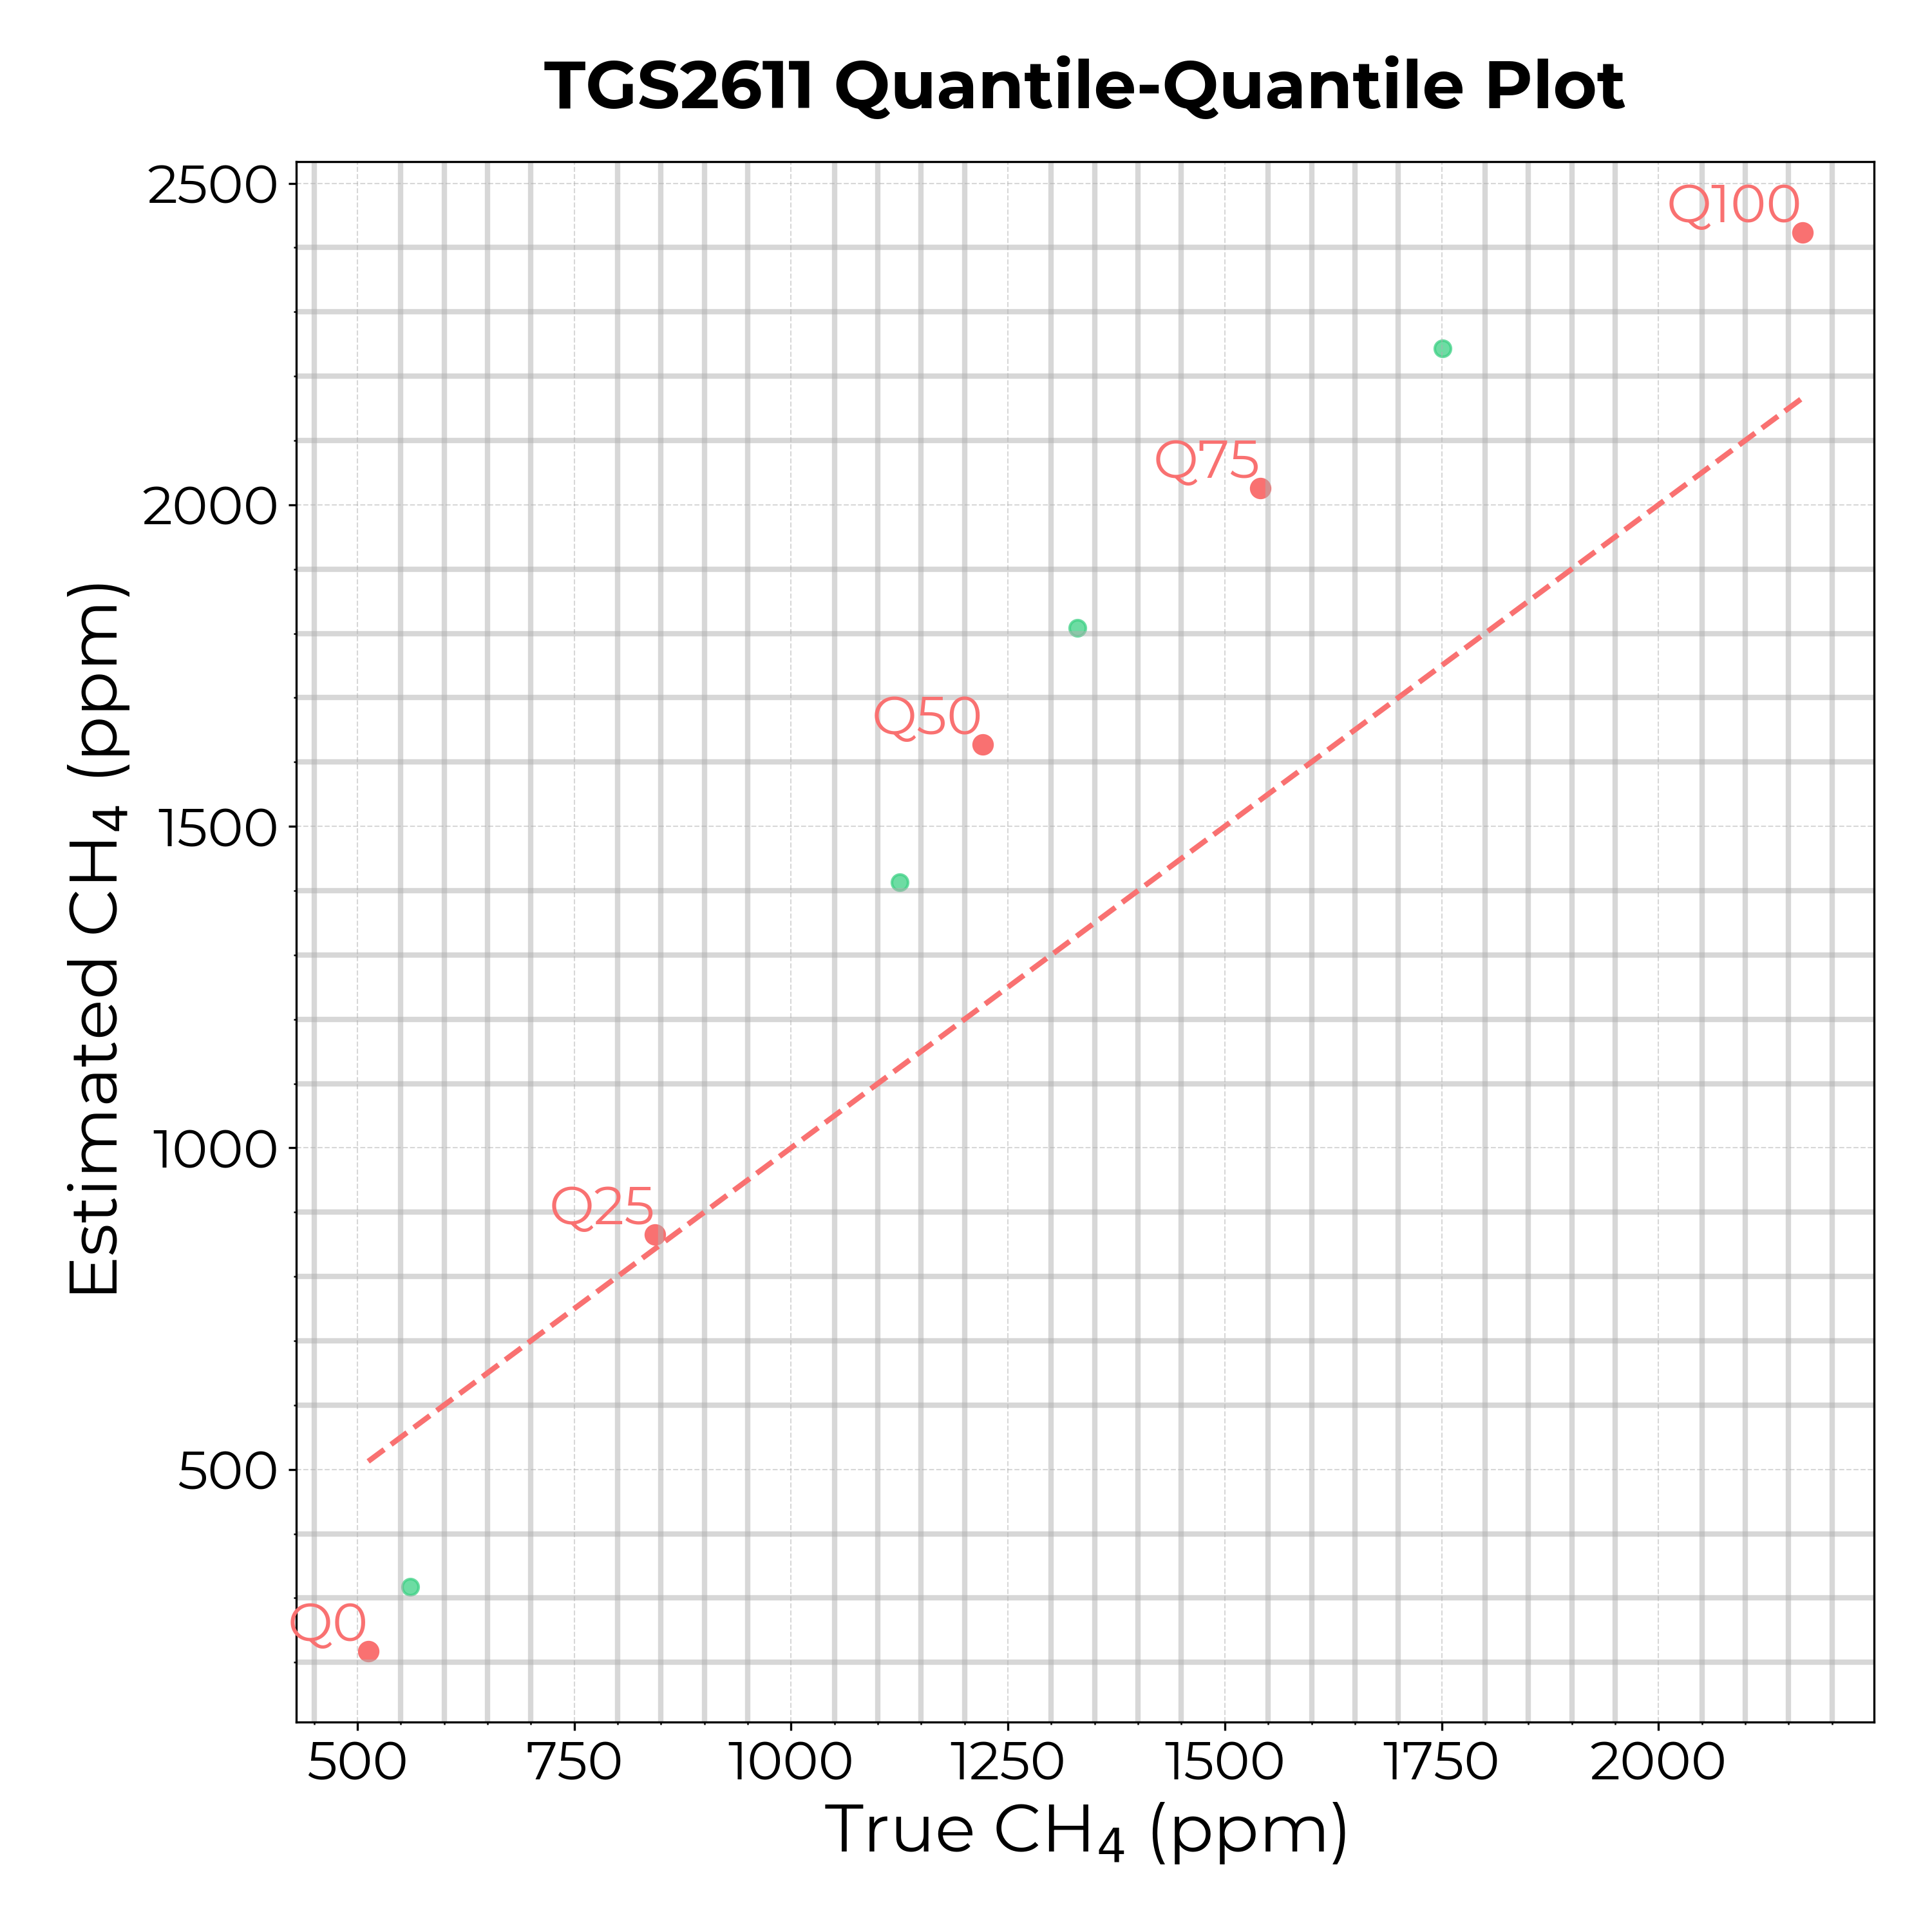 TGS2611 Quantile-Quantile Plot
Estimated CH₄ (ppm)
2500
2000
1500
1000
500
Q100
Q75
Q50
Q25
Q0
500 750 1000 1250 1500 1750 2000
True CH₄ (ppm)